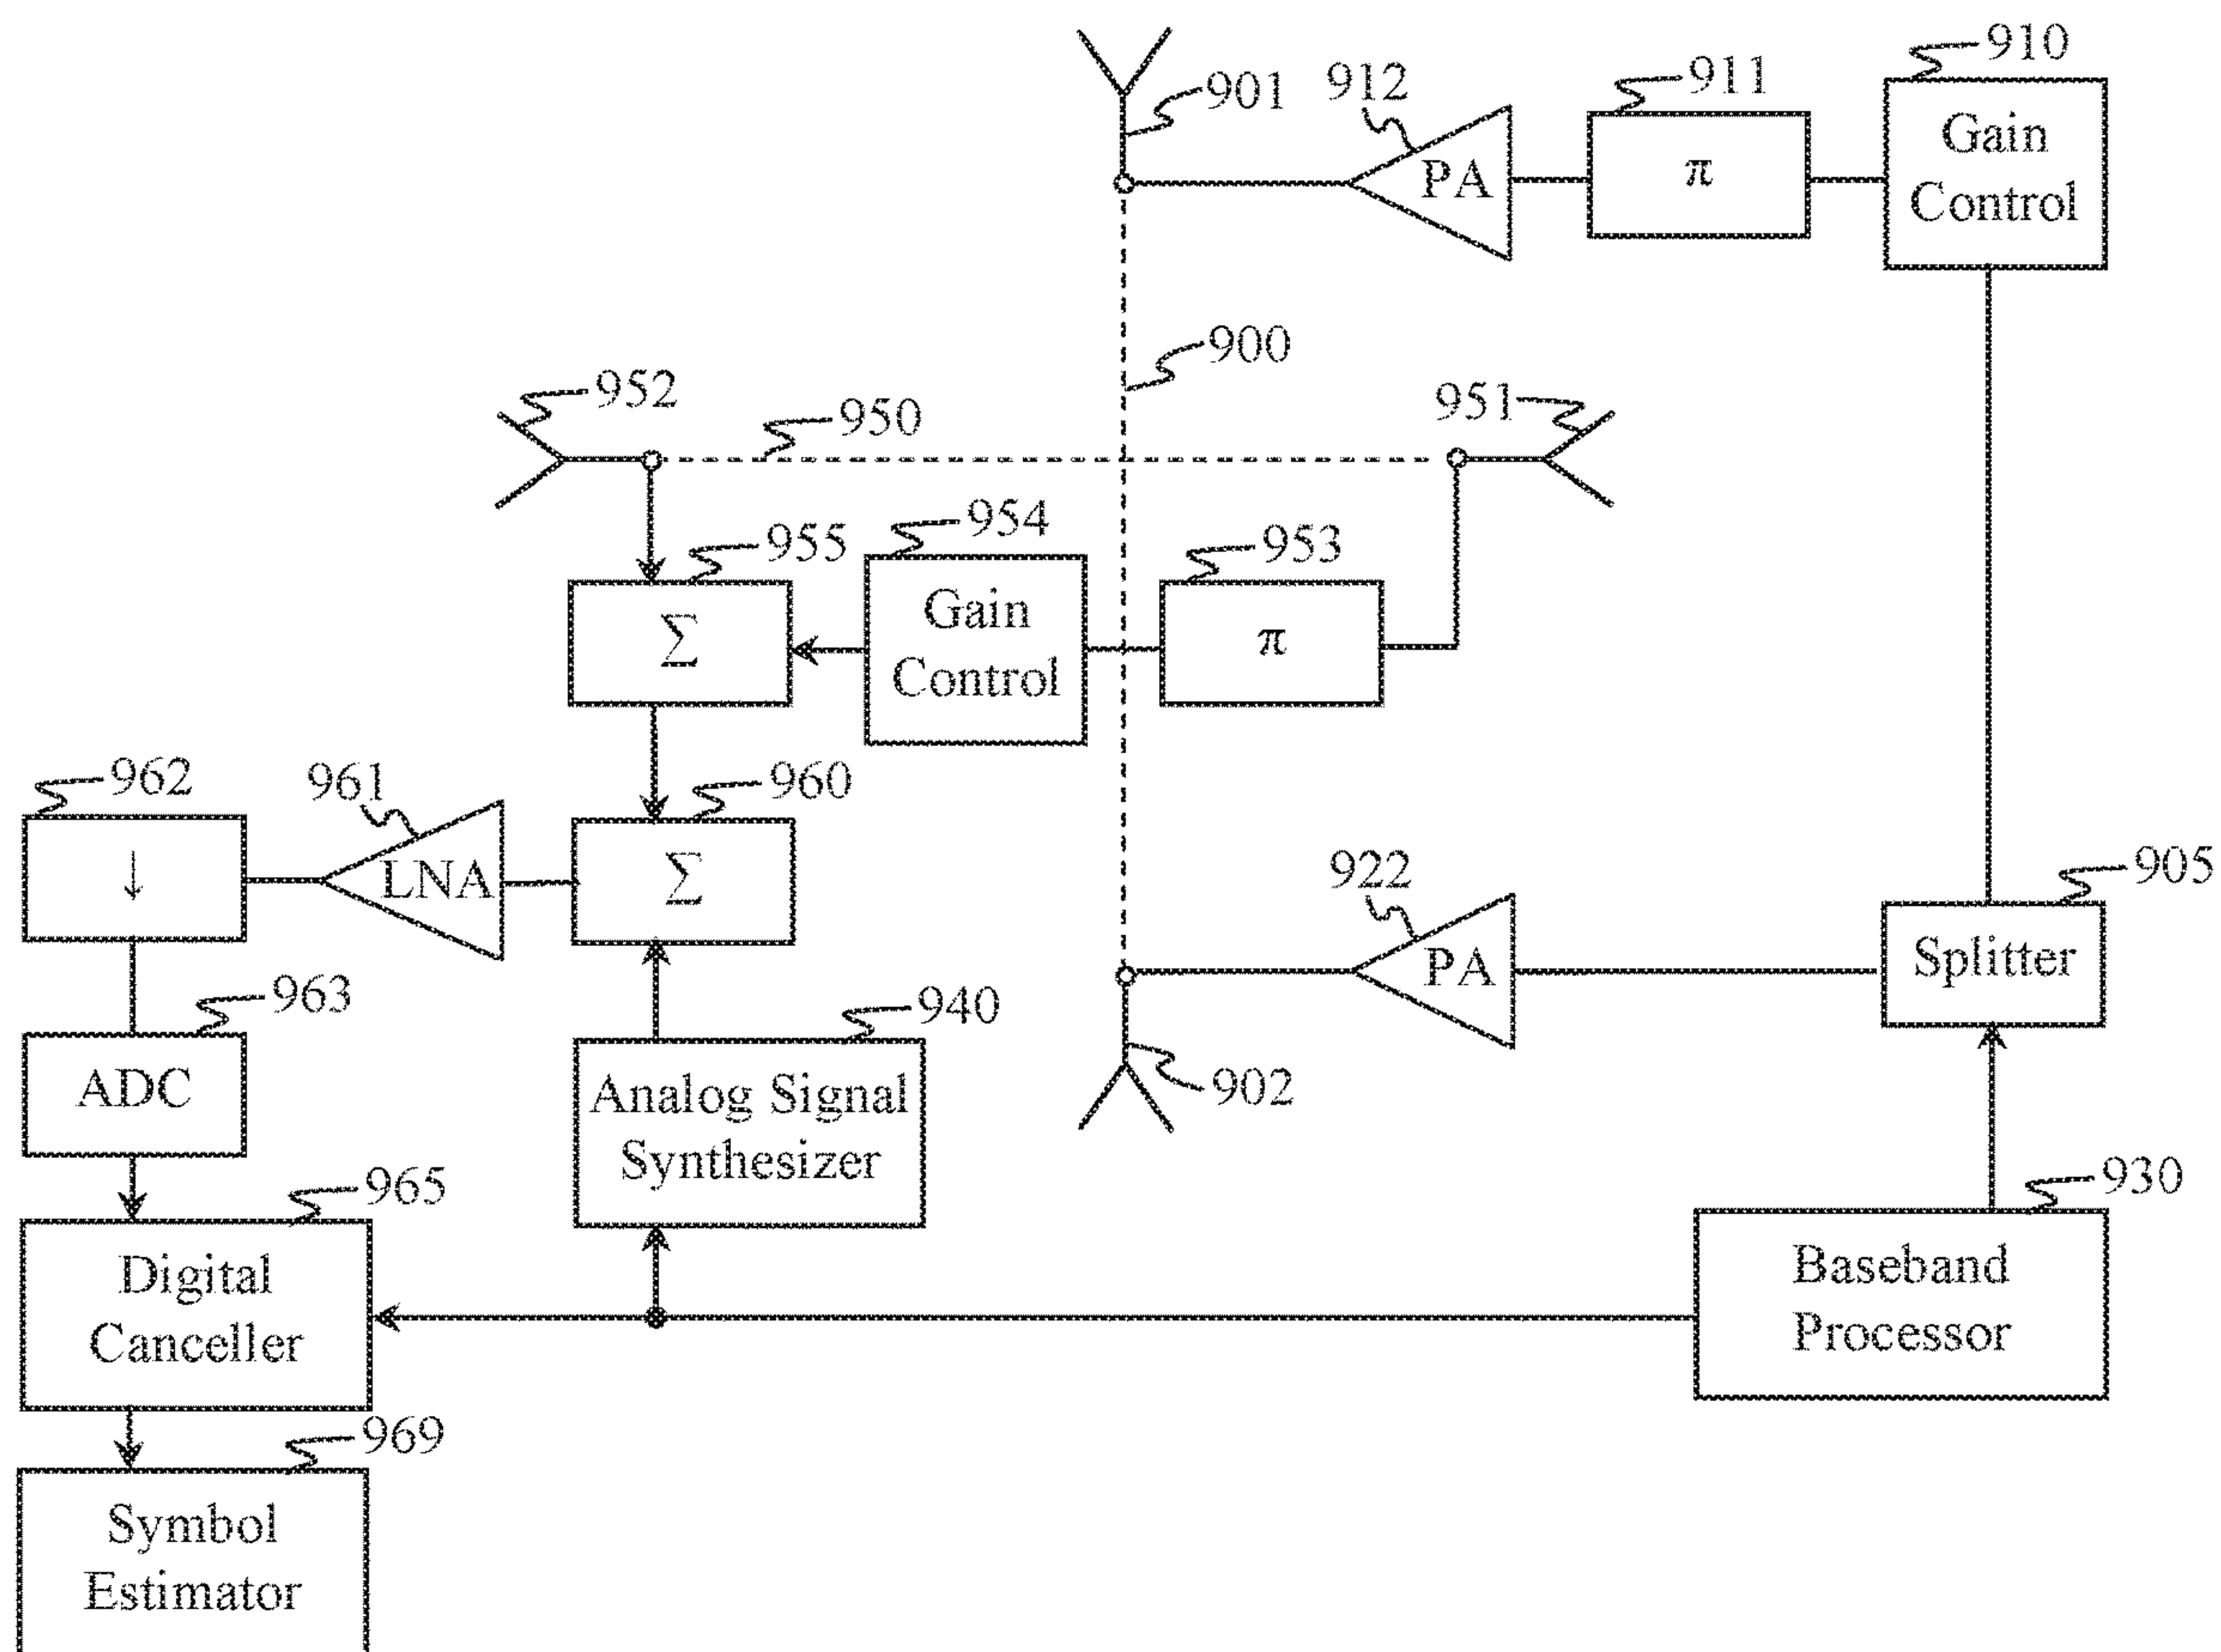 910
911
912
901
Gain
Control
π
PA
900
952
951
950
954
955
953
Gain
Control
Σ
π
962
961
960
922
905
↓
LNA
Σ
PA
Splitter
963
940
ADC
Analog Signal
Synthesizer
902
965
930
Digital
Canceller
Baseband
Processor
969
Symbol
Estimator